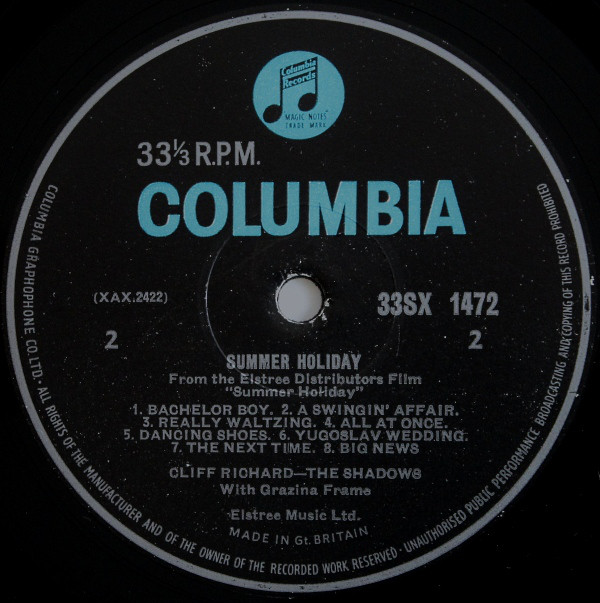 Columbia
Records
MAGIC NOTES
TRADE MARK
33⅓ R.P.M.
COLUMBIA
(XAX.2422)
33SX 1472
2
2
SUMMER HOLIDAY
From the Elstree Distributors Film
"Summer Holiday"
1. BACHELOR BOY. 2. A SWINGIN' AFFAIR.
3. REALLY WALTZING. 4. ALL AT ONCE.
5. DANCING SHOES. 6. YUGOSLAV WEDDING.
7. THE NEXT TIME. 8. BIG NEWS
CLIFF RICHARD—THE SHADOWS
With Grazina Frame
Elstree Music Ltd.
MADE IN Gt. BRITAIN
COLUMBIA GRAPHOPHONE CO.LTD· ALL RIGHTS OF THE MANUFACTURER AND OF THE OWNER OF THE RECORDED WORK RESERVED · UNAUTHORISED PUBLIC PERFORMANCE BROADCASTING AND COPYING OF THIS RECORD PROHIBITED